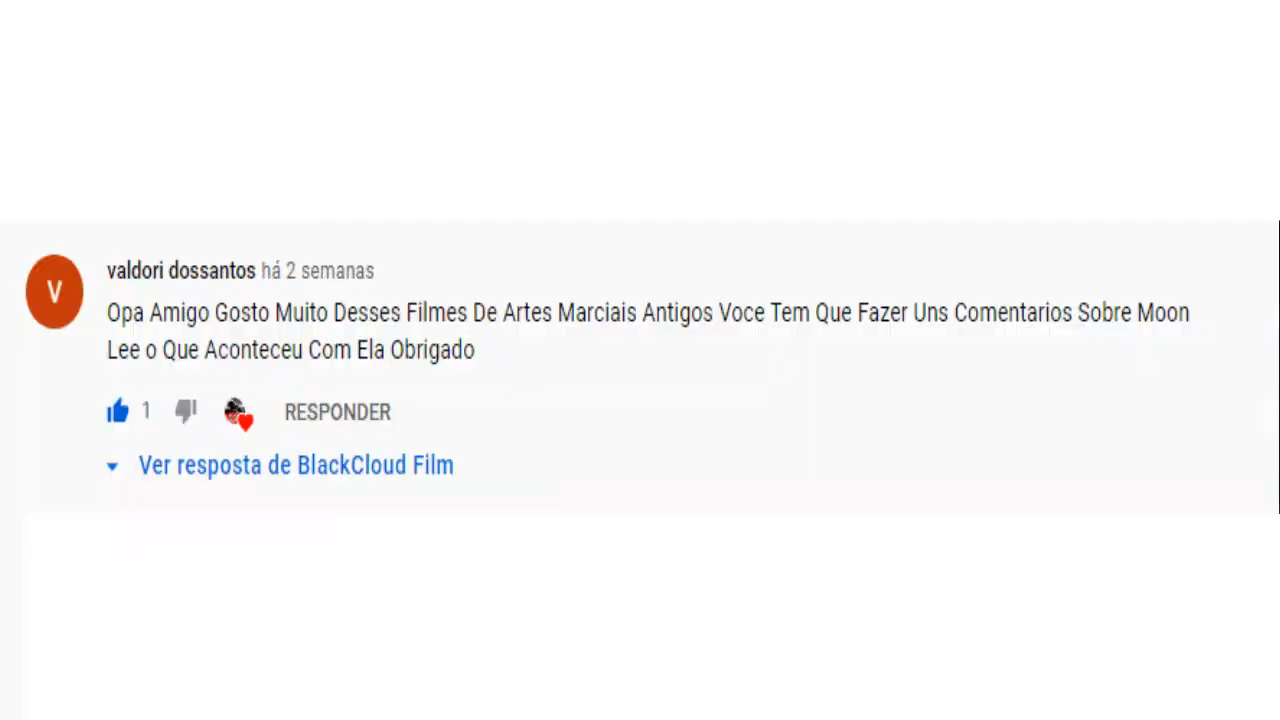 V
valdori dossantos há 2 semanas
Opa Amigo Gosto Muito Desses Filmes De Artes Marciais Antigos Voce Tem Que Fazer Uns Comentarios Sobre Moon
Lee o Que Aconteceu Com Ela Obrigado
1 RESPONDER
Ver resposta de BlackCloud Film